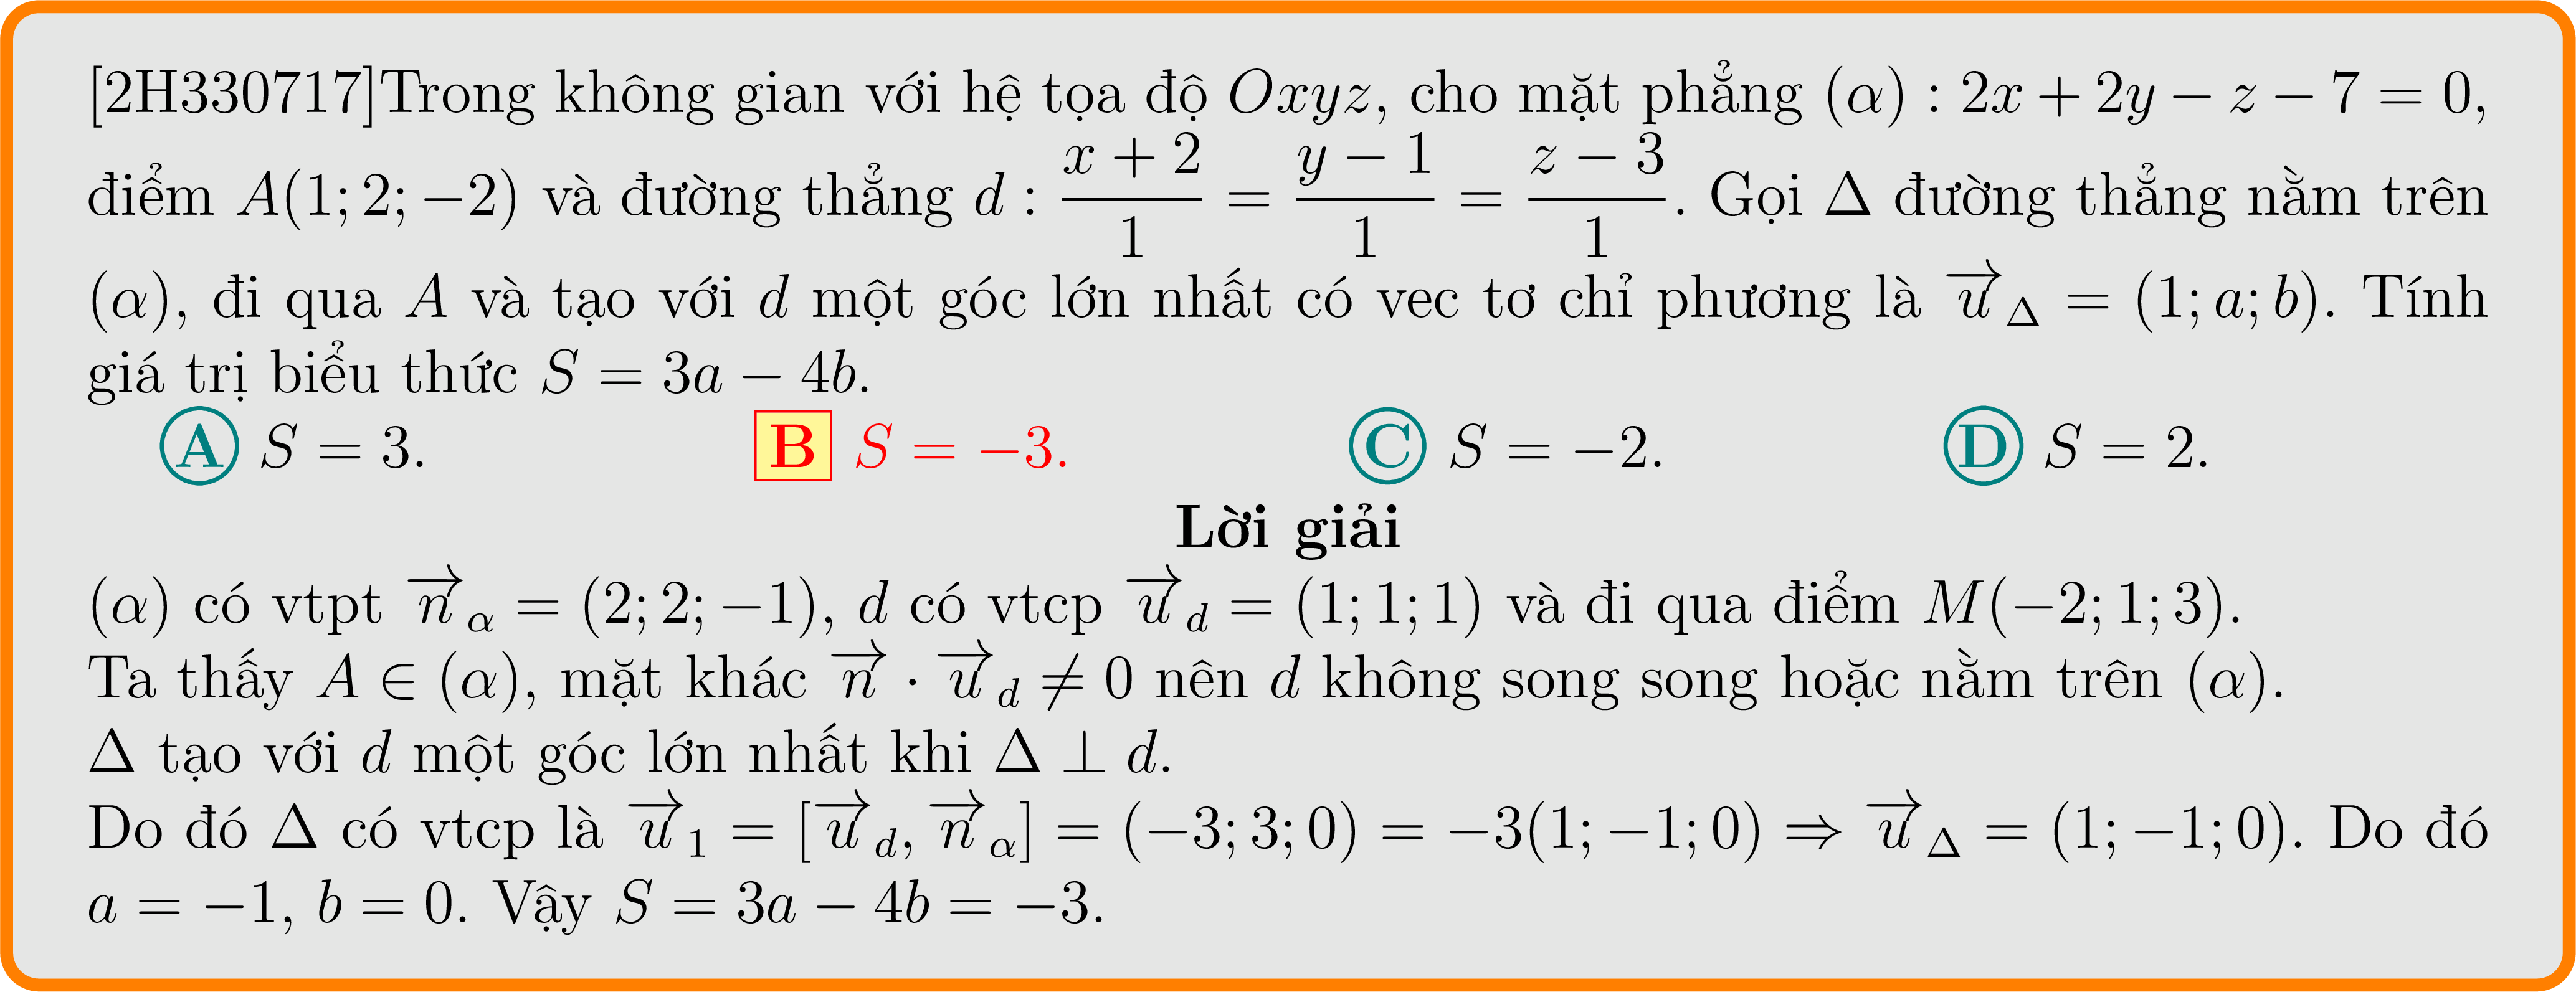 [2H330717]Trong không gian với hệ tọa độ $Oxyz$, cho mặt phẳng $(\alpha) : 2x + 2y - z - 7 = 0$,
điểm $A(1; 2; -2)$ và đường thẳng $d : \dfrac{x+2}{1} = \dfrac{y-1}{1} = \dfrac{z-3}{1}$. Gọi $\Delta$ đường thẳng nằm trên
$(\alpha)$, đi qua $A$ và tạo với $d$ một góc lớn nhất có vec tơ chỉ phương là $\overrightarrow{u}_{\Delta} = (1; a; b)$. Tính
giá trị biểu thức $S = 3a - 4b$.
A $S = 3$. B $S = -3$. C $S = -2$. D $S = 2$.
Lời giải
$(\alpha)$ có vtpt $\overrightarrow{n}_{\alpha} = (2; 2; -1)$, $d$ có vtcp $\overrightarrow{u}_{d} = (1; 1; 1)$ và đi qua điểm $M(-2; 1; 3)$.
Ta thấy $A \in (\alpha)$, mặt khác $\overrightarrow{n} \cdot \overrightarrow{u}_{d} \neq 0$ nên $d$ không song song hoặc nằm trên $(\alpha)$.
$\Delta$ tạo với $d$ một góc lớn nhất khi $\Delta \perp d$.
Do đó $\Delta$ có vtcp là $\overrightarrow{u}_{1} = [\overrightarrow{u}_{d}, \overrightarrow{n}_{\alpha}] = (-3; 3; 0) = -3(1; -1; 0) \Rightarrow \overrightarrow{u}_{\Delta} = (1; -1; 0)$. Do đó
$a = -1$, $b = 0$. Vậy $S = 3a - 4b = -3$.